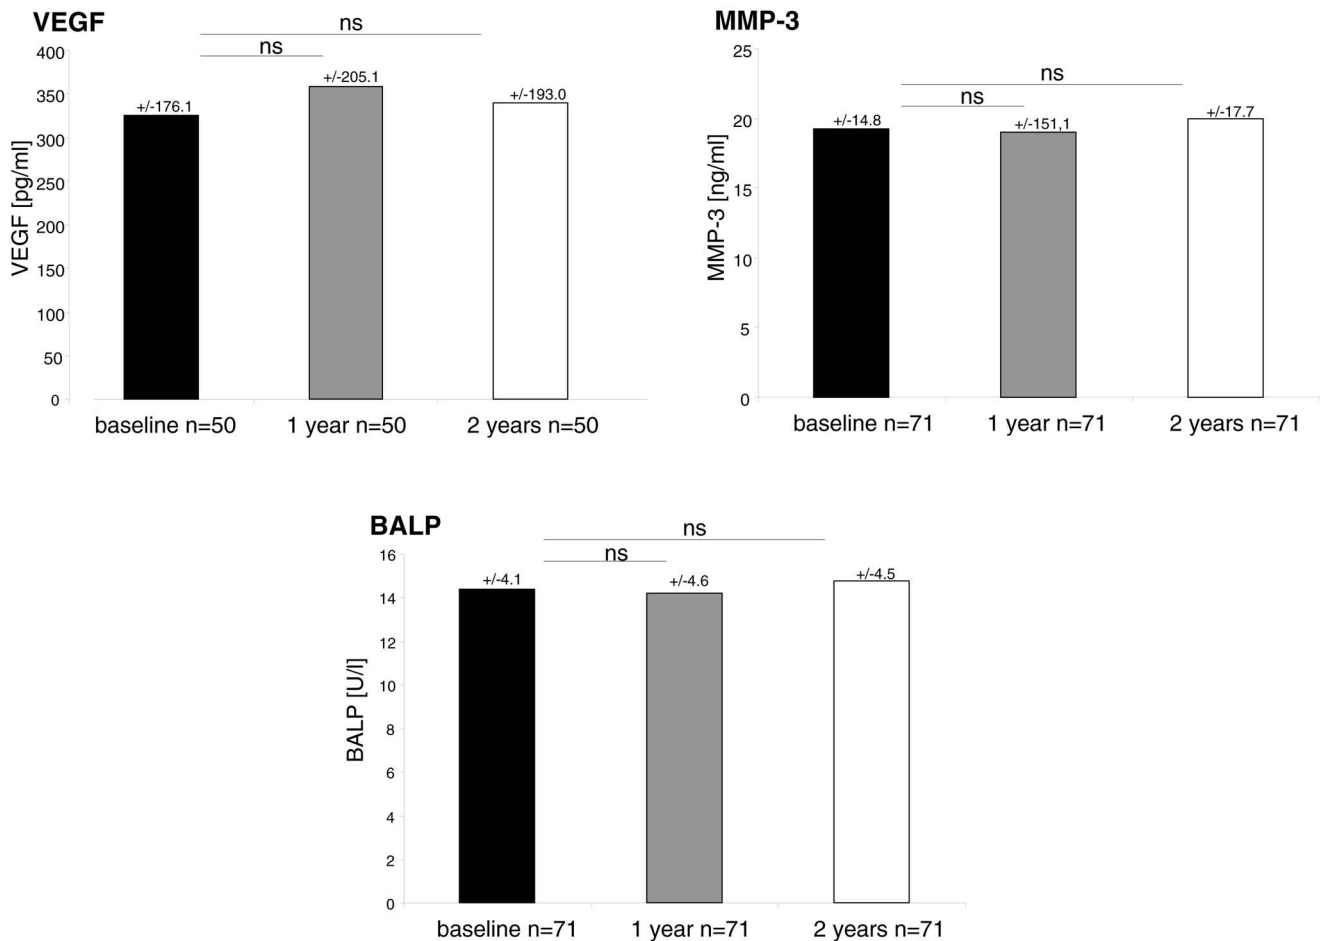 VEGF
ns
ns
400
350
300
250
200
150
100
50
0
VEGF [pg/ml]
+/-176.1
+/-205.1
+/-193.0
baseline n=50
1 year n=50
2 years n=50
MMP-3
ns
ns
25
20
15
10
5
0
MMP-3 [ng/ml]
+/-14.8
+/-151,1
+/-17.7
baseline n=71
1 year n=71
2 years n=71
BALP
ns
ns
16
14
12
10
8
6
4
2
0
BALP [U/l]
+/-4.1
+/-4.6
+/-4.5
baseline n=71
1 year n=71
2 years n=71